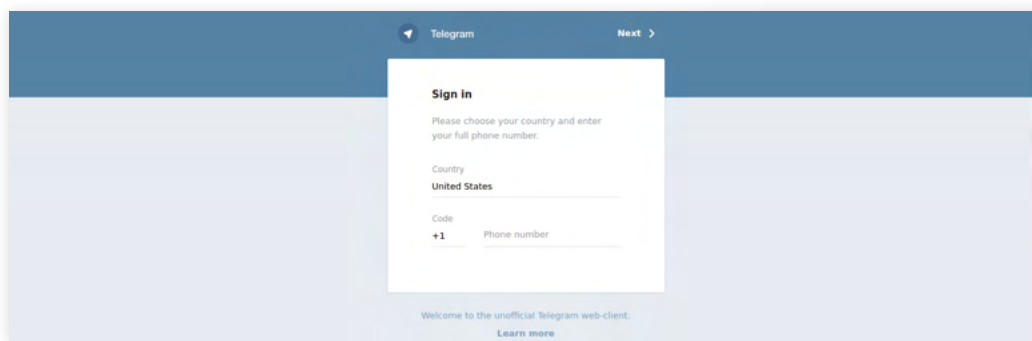 Telegram
Next
Sign in
Please choose your country and enter
your full phone number.
Country
United States
Code
+1 Phone number
Welcome to the unofficial Telegram web-client.
Learn more